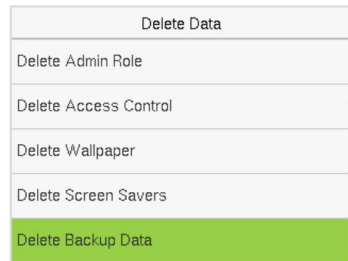 Delete Data
Delete Admin Role
Delete Access Control
Delete Wallpaper
Delete Screen Savers
Delete Backup Data